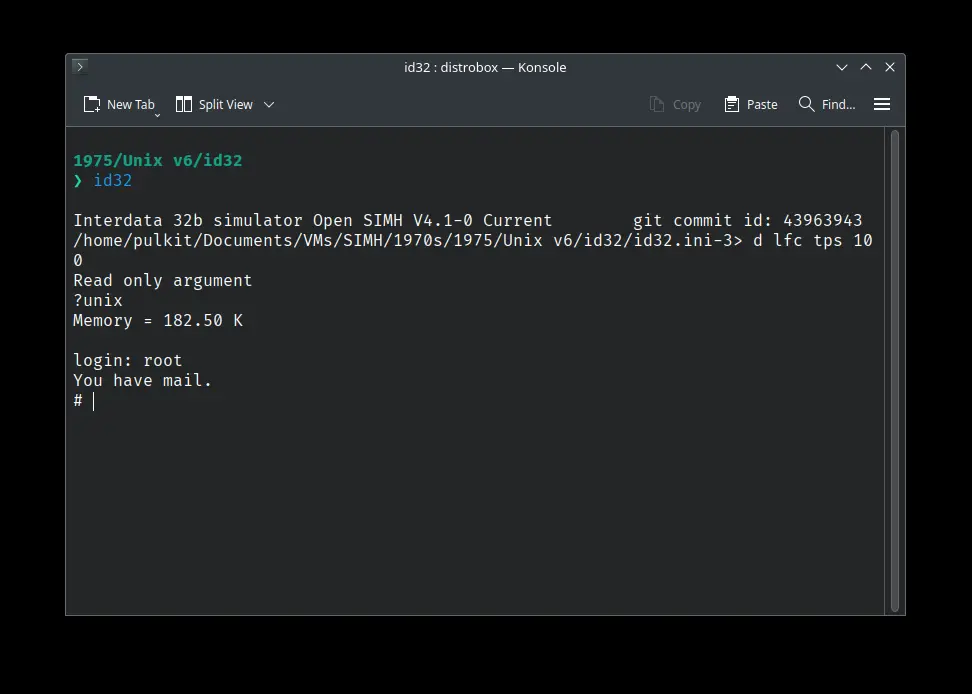 id32 : distrobox — Konsole
New Tab Split View Copy Paste Find...
1975/Unix v6/id32
❯ id32
Interdata 32b simulator Open SIMH V4.1-0 Current        git commit id: 43963943
/home/pulkit/Documents/VMs/SIMH/1970s/1975/Unix v6/id32/id32.ini-3> d lfc tps 10
0
Read only argument
?unix
Memory = 182.50 K
login: root
You have mail.
#